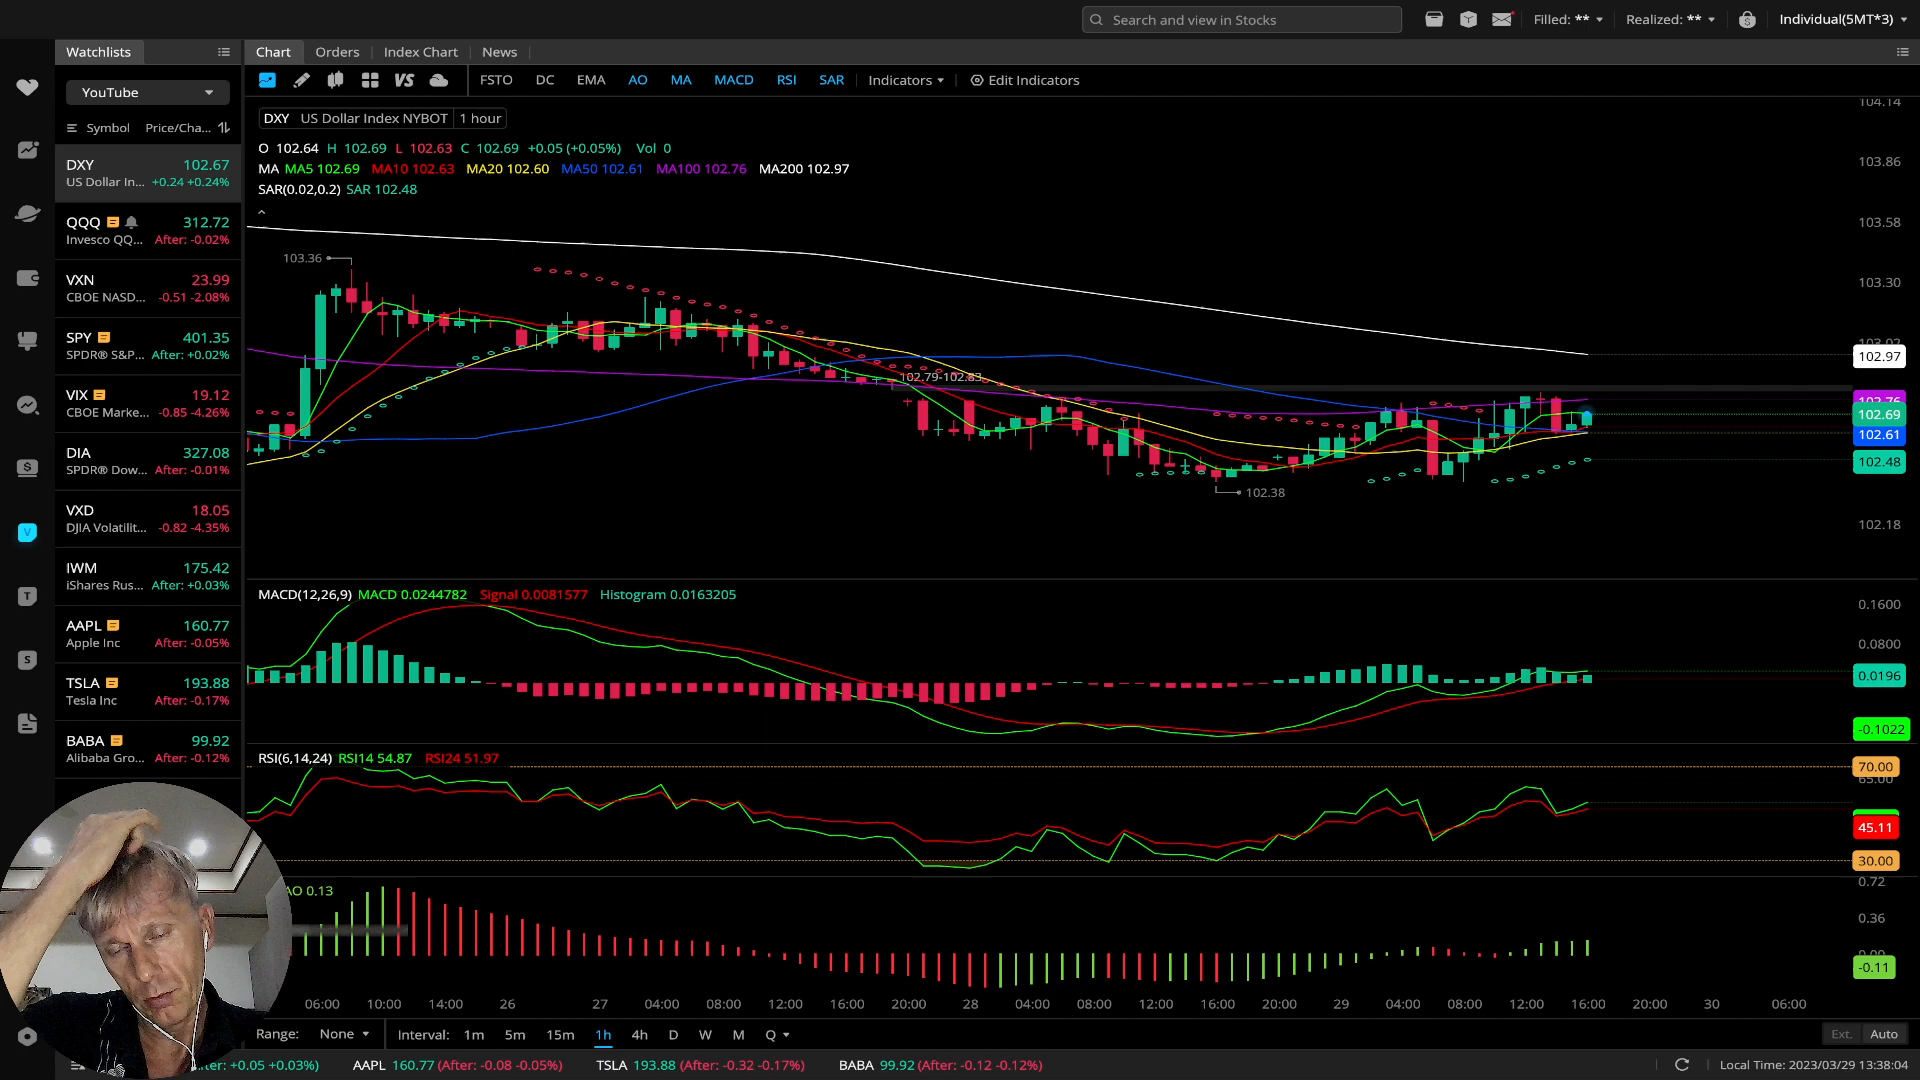 Search and view in Stocks
Filled: **
Realized: **
Individual(5MT*3)
Watchlists
Chart
Orders
Index Chart
News
YouTube
FSTO DC EMA AO MA MACD RSI SAR Indicators Edit Indicators
Symbol Price/Cha...
DXY 102.67
US Dollar In... +0.24 +0.24%
QQQ 312.72
Invesco QQ... After: -0.02%
VXN 23.99
CBOE NASD... -0.51 -2.08%
SPY 401.35
SPDR® S&P... After: +0.02%
VIX 19.12
CBOE Marke... -0.85 -4.26%
DIA 327.08
SPDR® Dow... After: -0.01%
VXD 18.05
DJIA Volatilit... -0.82 -4.35%
IWM 175.42
iShares Rus... After: +0.03%
AAPL 160.77
Apple Inc After: -0.05%
TSLA 193.88
Tesla Inc After: -0.17%
BABA 99.92
Alibaba Gro... After: -0.12%
DXY US Dollar Index NYBOT 1 hour
O 102.64 H 102.69 L 102.63 C 102.69 +0.05 (+0.05%) Vol 0
MA MA5 102.69 MA10 102.63 MA20 102.60 MA50 102.61 MA100 102.76 MA200 102.97
SAR(0.02,0.2) SAR 102.48
103.36
102.79-102.83
102.38
104.14
103.86
103.58
103.30
103.02
102.97
102.76
102.69
102.61
102.48
102.18
MACD(12,26,9) MACD 0.0244782 Signal 0.0081577 Histogram 0.0163205
0.1600
0.0800
0.0196
-0.1022
RSI(6,14,24) RSI14 54.87 RSI24 51.97
70.00
65.00
45.11
30.00
AO 0.13
0.72
0.36
0.00
-0.11
06:00 10:00 14:00 26 27 04:00 08:00 12:00 16:00 20:00 28 04:00 08:00 12:00 16:00 20:00 29 04:00 08:00 12:00 16:00 20:00 30 06:00
Range: None Interval: 1m 5m 15m 1h 4h D W M Q
Ext. Auto
+0.05 +0.03%) AAPL 160.77 (After: -0.08 -0.05%) TSLA 193.88 (After: -0.32 -0.17%) BABA 99.92 (After: -0.12 -0.12%)
Local Time: 2023/03/29 13:38:04